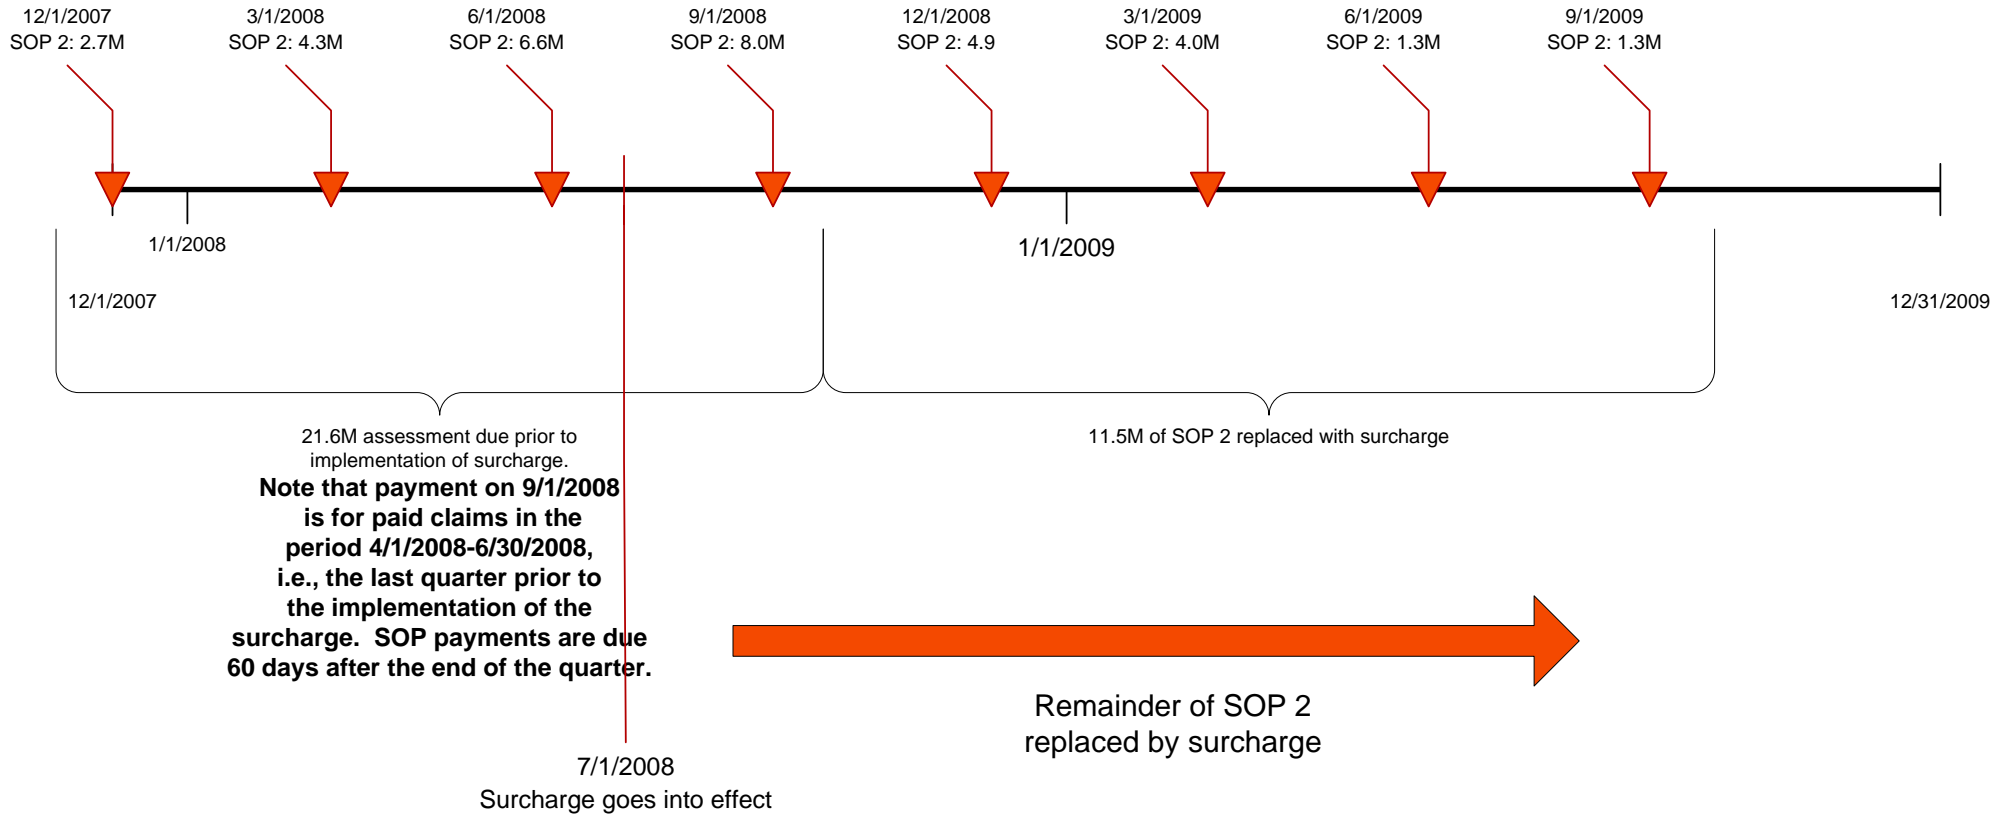 12/1/2007
SOP 2: 2.7M
3/1/2008
SOP 2: 4.3M
6/1/2008
SOP 2: 6.6M
9/1/2008
SOP 2: 8.0M
12/1/2008
SOP 2: 4.9
3/1/2009
SOP 2: 4.0M
6/1/2009
SOP 2: 1.3M
9/1/2009
SOP 2: 1.3M
1/1/2008
1/1/2009
12/1/2007
12/31/2009
21.6M assessment due prior to
implementation of surcharge.
Note that payment on 9/1/2008
is for paid claims in the
period 4/1/2008-6/30/2008,
i.e., the last quarter prior to
the implementation of the
surcharge.  SOP payments are due
60 days after the end of the quarter.
11.5M of SOP 2 replaced with surcharge
Remainder of SOP 2
replaced by surcharge
7/1/2008
Surcharge goes into effect